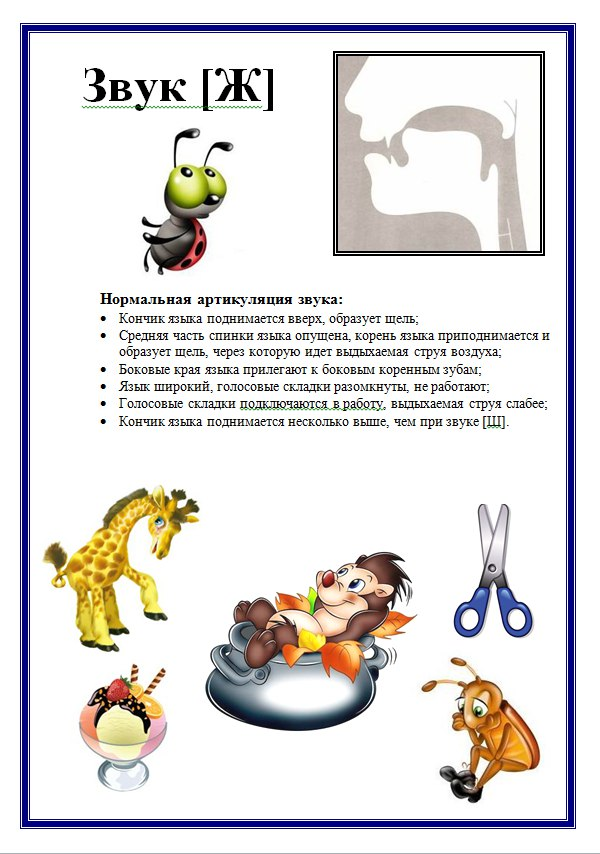 Звук [Ж]
Нормальная артикуляция звука:
• Кончик языка поднимается вверх, образует щель;
• Средняя часть спинки языка опущена, корень языка приподнимается и
образует щель, через которую идет выдыхаемая струя воздуха;
• Боковые края языка прилегают к боковым коренным зубам;
• Язык широкий, голосовые складки разомкнуты, не работают;
• Голосовые складки подключаются в работу, выдыхаемая струя слабее;
• Кончик языка поднимается несколько выше, чем при звуке [Ш].